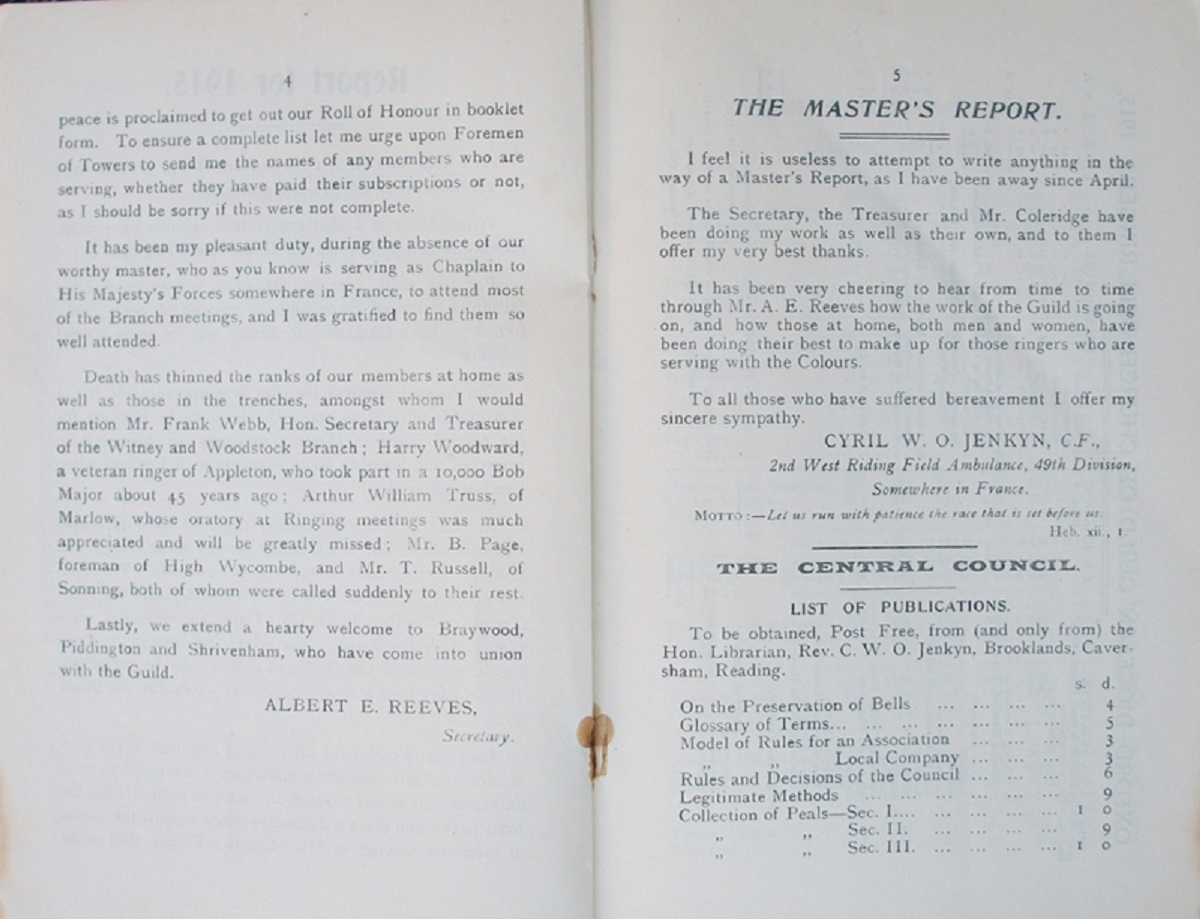 4
peace is proclaimed to get out our Roll of Honour in booklet
form. To ensure a complete list let me urge upon Foremen
of Towers to send me the names of any members who are
serving, whether they have paid their subscriptions or not,
as I should be sorry if this were not complete.
It has been my pleasant duty, during the absence of our
worthy master, who as you know is serving as Chaplain to
His Majesty's Forces somewhere in France, to attend most
of the Branch meetings, and I was gratified to find them so
well attended.
Death has thinned the ranks of our members at home as
well as those in the trenches, amongst whom I would
mention Mr. Frank Webb, Hon. Secretary and Treasurer
of the Witney and Woodstock Branch; Harry Woodward,
a veteran ringer of Appleton, who took part in a 10,000 Bob
Major about 45 years ago; Arthur William Truss, of
Marlow, whose oratory at Ringing meetings was much
appreciated and will be greatly missed; Mr. B. Page,
foreman of High Wycombe, and Mr. T. Russell, of
Sonning, both of whom were called suddenly to their rest.
Lastly, we extend a hearty welcome to Braywood,
Piddington and Shrivenham, who have come into union
with the Guild.
ALBERT E. REEVES,
Secretary.
5
THE MASTER'S REPORT.
I feel it is useless to attempt to write anything in the
way of a Master's Report, as I have been away since April.
The Secretary, the Treasurer and Mr. Coleridge have
been doing my work as well as their own, and to them I
offer my very best thanks.
It has been very cheering to hear from time to time
through Mr. A. E. Reeves how the work of the Guild is going
on, and how those at home, both men and women, have
been doing their best to make up for those ringers who are
serving with the Colours.
To all those who have suffered bereavement I offer my
sincere sympathy.
CYRIL W. O. JENKYN, C.F.,
2nd West Riding Field Ambulance, 49th Division,
Somewhere in France.
MOTTO:—Let us run with patience the race that is set before us.
Heb. xii., 1.
THE CENTRAL COUNCIL.
LIST OF PUBLICATIONS.
To be obtained, Post Free, from (and only from) the
Hon. Librarian, Rev. C. W. O. Jenkyn, Brooklands, Caver-
sham, Reading.
s. d.
On the Preservation of Bells ... ... ... ... 4
Glossary of Terms... ... ... ... ... ... ... 5
Model of Rules for an Association ... ... ... 3
„ „ Local Company ... ... ... 3
Rules and Decisions of the Council ... ... ... 6
Legitimate Methods ... ... ... ... ... ... 9
Collection of Peals—Sec. I.... ... ... ... ... 1 0
„ „ Sec. II. ... ... ... ... 9
„ „ Sec. III. ... ... ... ... 1 0